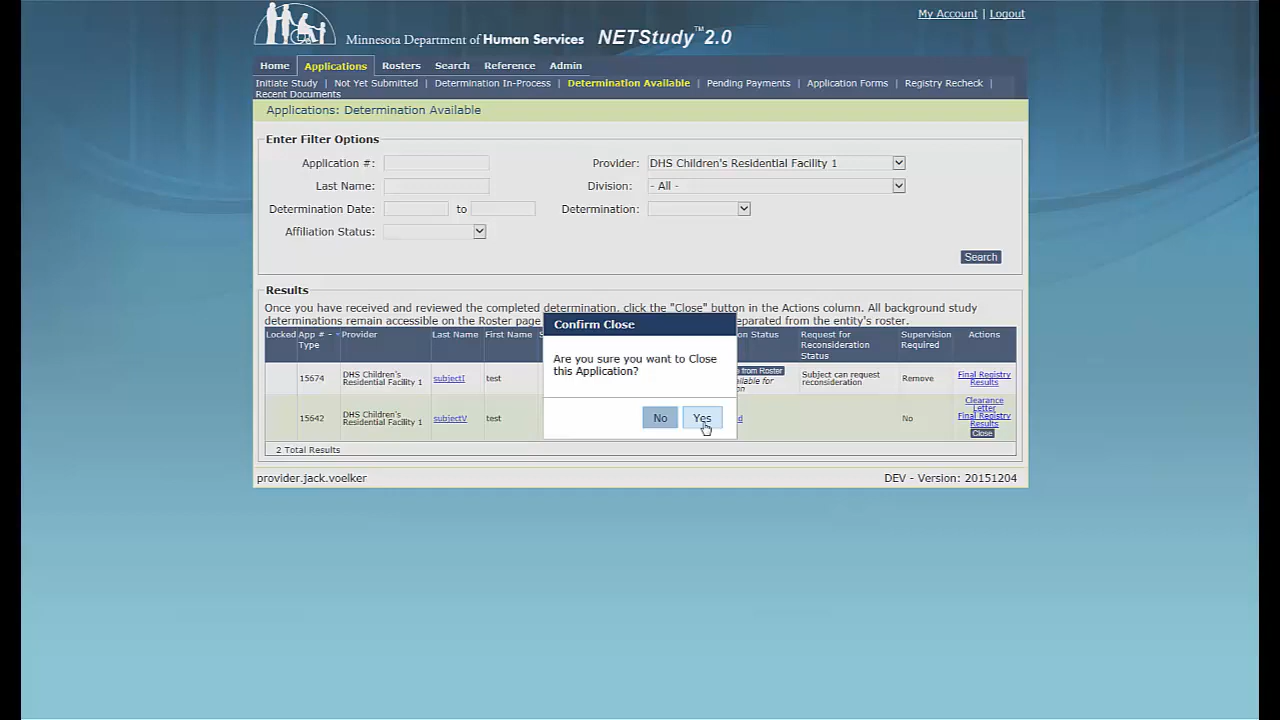 My Account | Logout
Minnesota Department of Human Services NETStudy™2.0
Home Applications Rosters Search Reference Admin
Initiate Study | Not Yet Submitted | Determination In-Process | Determination Available | Pending Payments | Application Forms | Registry Recheck |
Recent Documents
Applications: Determination Available
Enter Filter Options
Application #: Provider: DHS Children's Residential Facility 1
Last Name: Division: - All -
Determination Date: to Determination:
Affiliation Status:
Search
Results
Once you have received and reviewed the completed determination, click the "Close" button in the Actions column. All background study
determinations remain accessible on the Roster page eparated from the entity's roster.
Confirm Close
Are you sure you want to Close
this Application?
No Yes
Locked App # Provider Last Name First Name S on Status Request for Supervision Actions
Type Reconsideration Required
Status
15674 DHS Children's Residential Facility 1 subjectI test e from Roster Subject can request Remove Final Registry
ilable for reconsideration Results
on
15642 DHS Children's Residential Facility 1 subjectV test d No Clearance
Letter
Final Registry
Results
Close
2 Total Results
provider.jack.voelker DEV - Version: 20151204